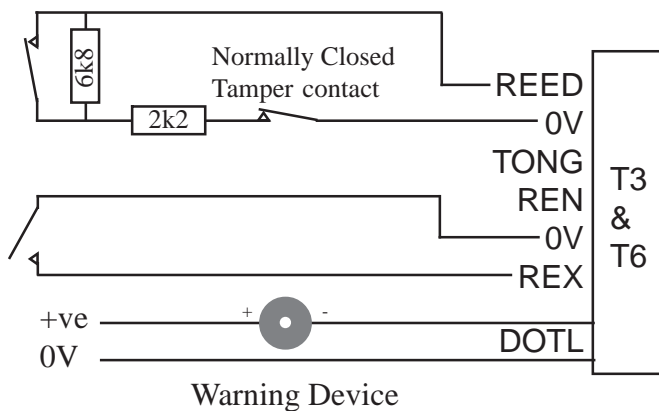 6k8
Normally Closed
Tamper contact
2k2
REED
0V
TONG
REN
0V
REX
DOTL
T3
&
T6
+ve
+ -
0V
Warning Device